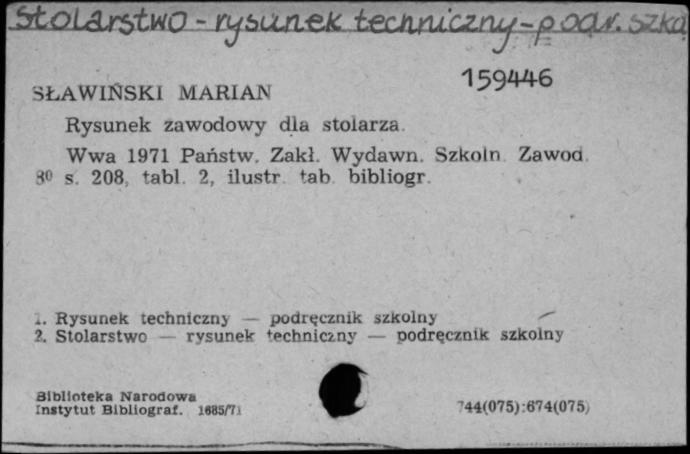 Stolarstwo - rysunek techniczny - podr. szko
159446
SŁAWIŃSKI MARIAN
Rysunek zawodowy dla stolarza.
Wwa 1971 Państw. Zakł. Wydawn. Szkoln. Zawod.
8⁰ s. 208, tabl. 2, ilustr. tab. bibliogr.
1. Rysunek techniczny — podręcznik szkolny
2. Stolarstwo — rysunek techniczny — podręcznik szkolny
Biblioteka Narodowa
Instytut Bibliograf. 1685/71
744(075):674(075)